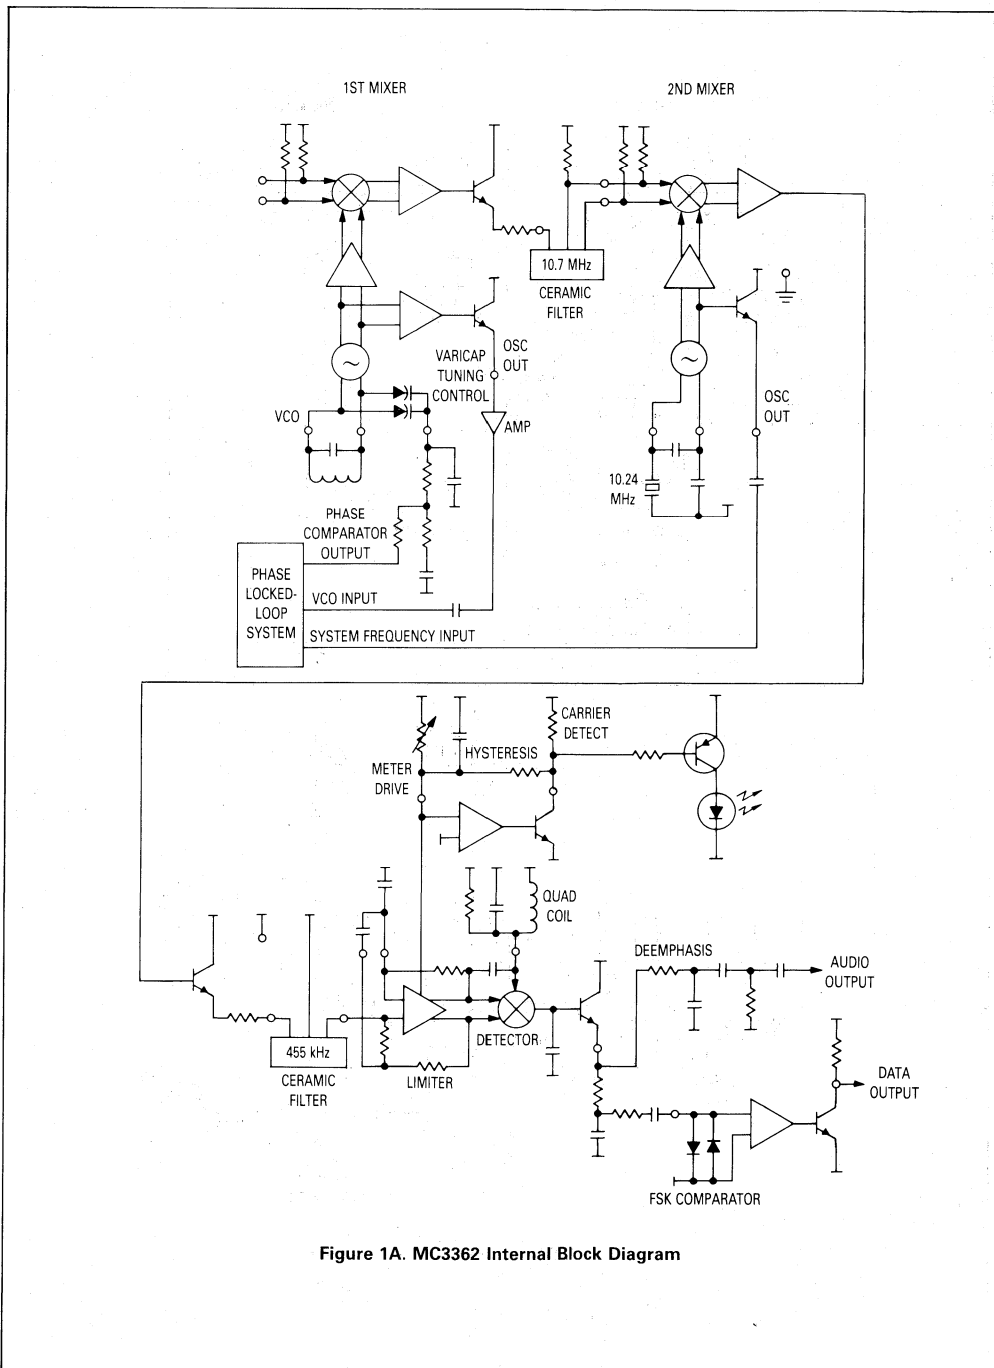 1ST MIXER
2ND MIXER
10.7 MHz
CERAMIC
FILTER
VARICAP
TUNING
CONTROL
OSC
OUT
AMP
VCO
OSC
OUT
10.24
MHz
PHASE
COMPARATOR
OUTPUT
PHASE
LOCKED-
LOOP
SYSTEM
VCO INPUT
SYSTEM FREQUENCY INPUT
CARRIER
DETECT
HYSTERESIS
METER
DRIVE
QUAD
COIL
DEEMPHASIS
AUDIO
OUTPUT
DETECTOR
455 kHz
CERAMIC
FILTER
LIMITER
DATA
OUTPUT
FSK COMPARATOR
Figure 1A. MC3362 Internal Block Diagram